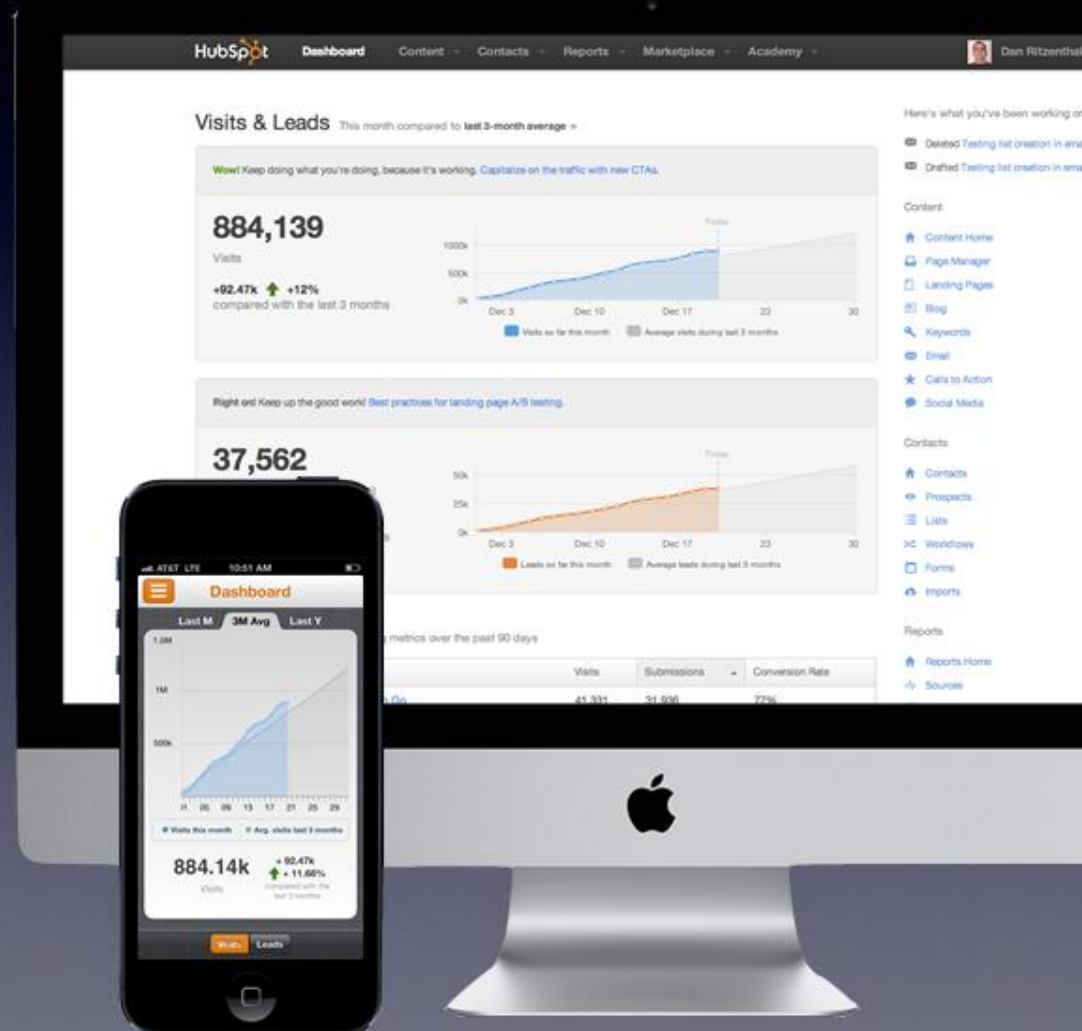 HubSpot Dashboard Content Contacts Reports Marketplace Academy Dan Ritzenthal
Visits & Leads This month compared to last 3-month average
Here's what you've been working on
Wow! Keep doing what you're doing, because it's working. Capitalize on the traffic with new CTAs.
Deleted Testing list creation in ema
Drafted Testing list creation in ema
884,139
Visits
+92.47k +12%
compared with the last 3 months
Today
1000k
500k
0k
Dec 3 Dec 10 Dec 17 23 30
Visits so far this month Average visits during last 3 months
Content
Content Home
Page Manager
Landing Pages
Blog
Keywords
Email
Calls to Action
Social Media
Right on! Keep up the good work! Best practices for landing page A/B testing.
37,562
Today
50k
25k
0k
Dec 3 Dec 10 Dec 17 23 30
Leads so far this month Average leads during last 3 months
Contacts
Contacts
Prospects
Lists
Workflows
Forms
Imports
Reports
Reports Home
Sources
metrics over the past 90 days
Visits Submissions Conversion Rate
Go 41,331 31,936 77%
AT&T LTE 10:51 AM
Dashboard
Last M 3M Avg Last Y
1M
500k
05 09 13 17 21 25 29
Visits this month Avg. visits last 3 months
884.14k
Visits
+ 92.47k
+ 11.66%
compared with the
last 3 months
Visits Leads